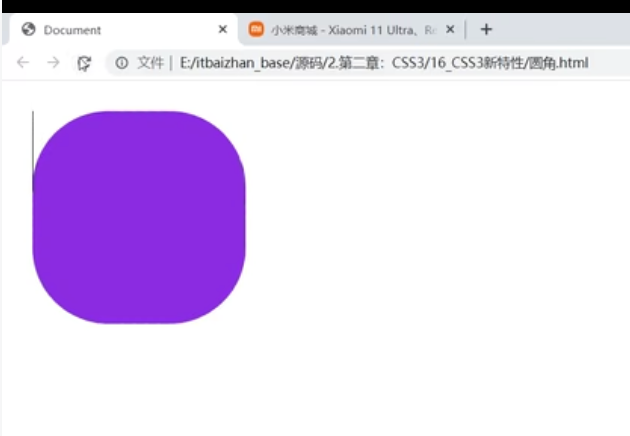 Document
小米商城 - Xiaomi 11 Ultra、Re
文件 | E:/itbaizhan_base/源码/2.第二章：CSS3/16_CSS3新特性/圆角.html